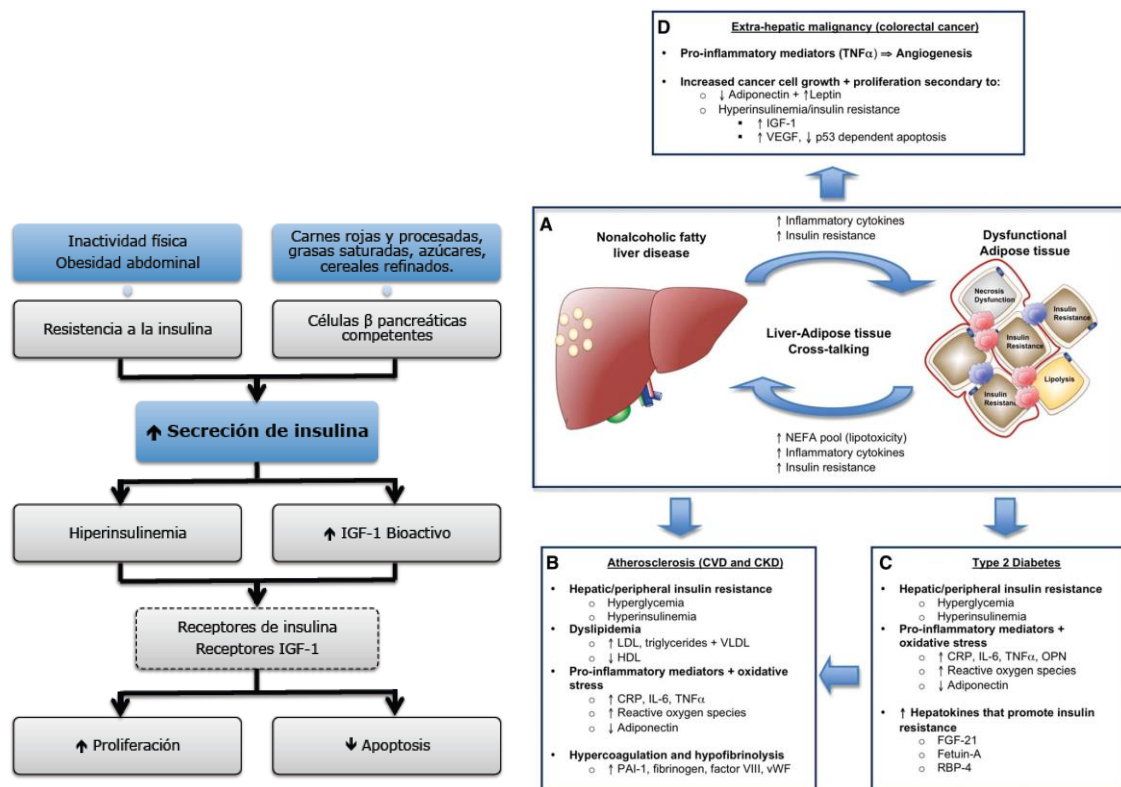 Inactividad física
Obesidad abdominal
Carnes rojas y procesadas,
grasas saturadas, azúcares,
cereales refinados.
Resistencia a la insulina
Células β pancreáticas
competentes
↑ Secreción de insulina
Hiperinsulinemia
↑ IGF-1 Bioactivo
Receptores de insulina
Receptores IGF-1
↑ Proliferación
↓ Apoptosis
D
Extra-hepatic malignancy (colorectal cancer)
• Pro-inflammatory mediators (TNFα) ⇒ Angiogenesis
• Increased cancer cell growth + proliferation secondary to:
o ↓ Adiponectin + ↑Leptin
o Hyperinsulinemia/insulin resistance
▪ ↑ IGF-1
▪ ↑ VEGF, ↓ p53 dependent apoptosis
A
Nonalcoholic fatty
liver disease
↑ Inflammatory cytokines
↑ Insulin resistance
Dysfunctional
Adipose tissue
Necrosis
Dysfunction
Insulin
Resistance
Insulin
Resistance
Lipolysis
Insulin
Resistance
Liver-Adipose tissue
Cross-talking
↑ NEFA pool (lipotoxicity)
↑ Inflammatory cytokines
↑ Insulin resistance
B
Atherosclerosis (CVD and CKD)
• Hepatic/peripheral insulin resistance
o Hyperglycemia
o Hyperinsulinemia
• Dyslipidemia
o ↑ LDL, triglycerides + VLDL
o ↓ HDL
• Pro-inflammatory mediators + oxidative
stress
o ↑ CRP, IL-6, TNFα
o ↑ Reactive oxygen species
o ↓ Adiponectin
• Hypercoagulation and hypofibrinolysis
o ↑ PAI-1, fibrinogen, factor VIII, vWF
C
Type 2 Diabetes
• Hepatic/peripheral insulin resistance
o Hyperglycemia
o Hyperinsulinemia
• Pro-inflammatory mediators +
oxidative stress
o ↑ CRP, IL-6, TNFα, OPN
o ↑ Reactive oxygen species
o ↓ Adiponectin
• ↑ Hepatokines that promote insulin
resistance
o FGF-21
o Fetuin-A
o RBP-4